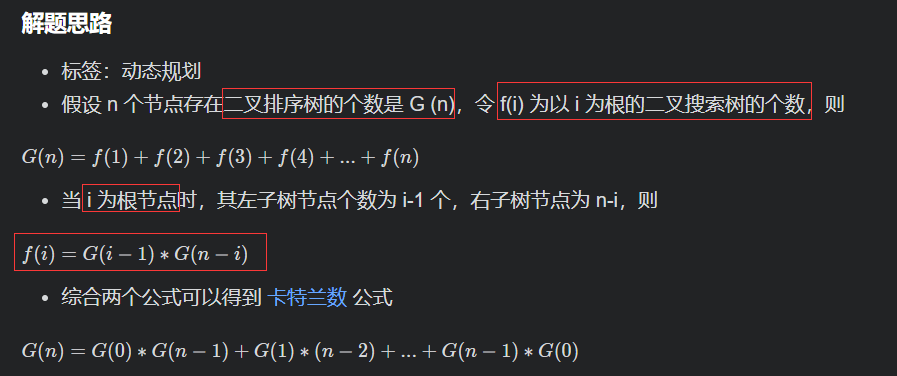 解题思路
• 标签：动态规划
• 假设 n 个节点存在二叉排序树的个数是 G (n)，令 f(i) 为以 i 为根的二叉搜索树的个数，则
G(n) = f(1) + f(2) + f(3) + f(4) + ... + f(n)
• 当 i 为根节点时，其左子树节点个数为 i-1 个，右子树节点为 n-i，则
f(i) = G(i − 1) * G(n − i)
• 综合两个公式可以得到 卡特兰数 公式
G(n) = G(0) * G(n − 1) + G(1) * (n − 2) + ... + G(n − 1) * G(0)